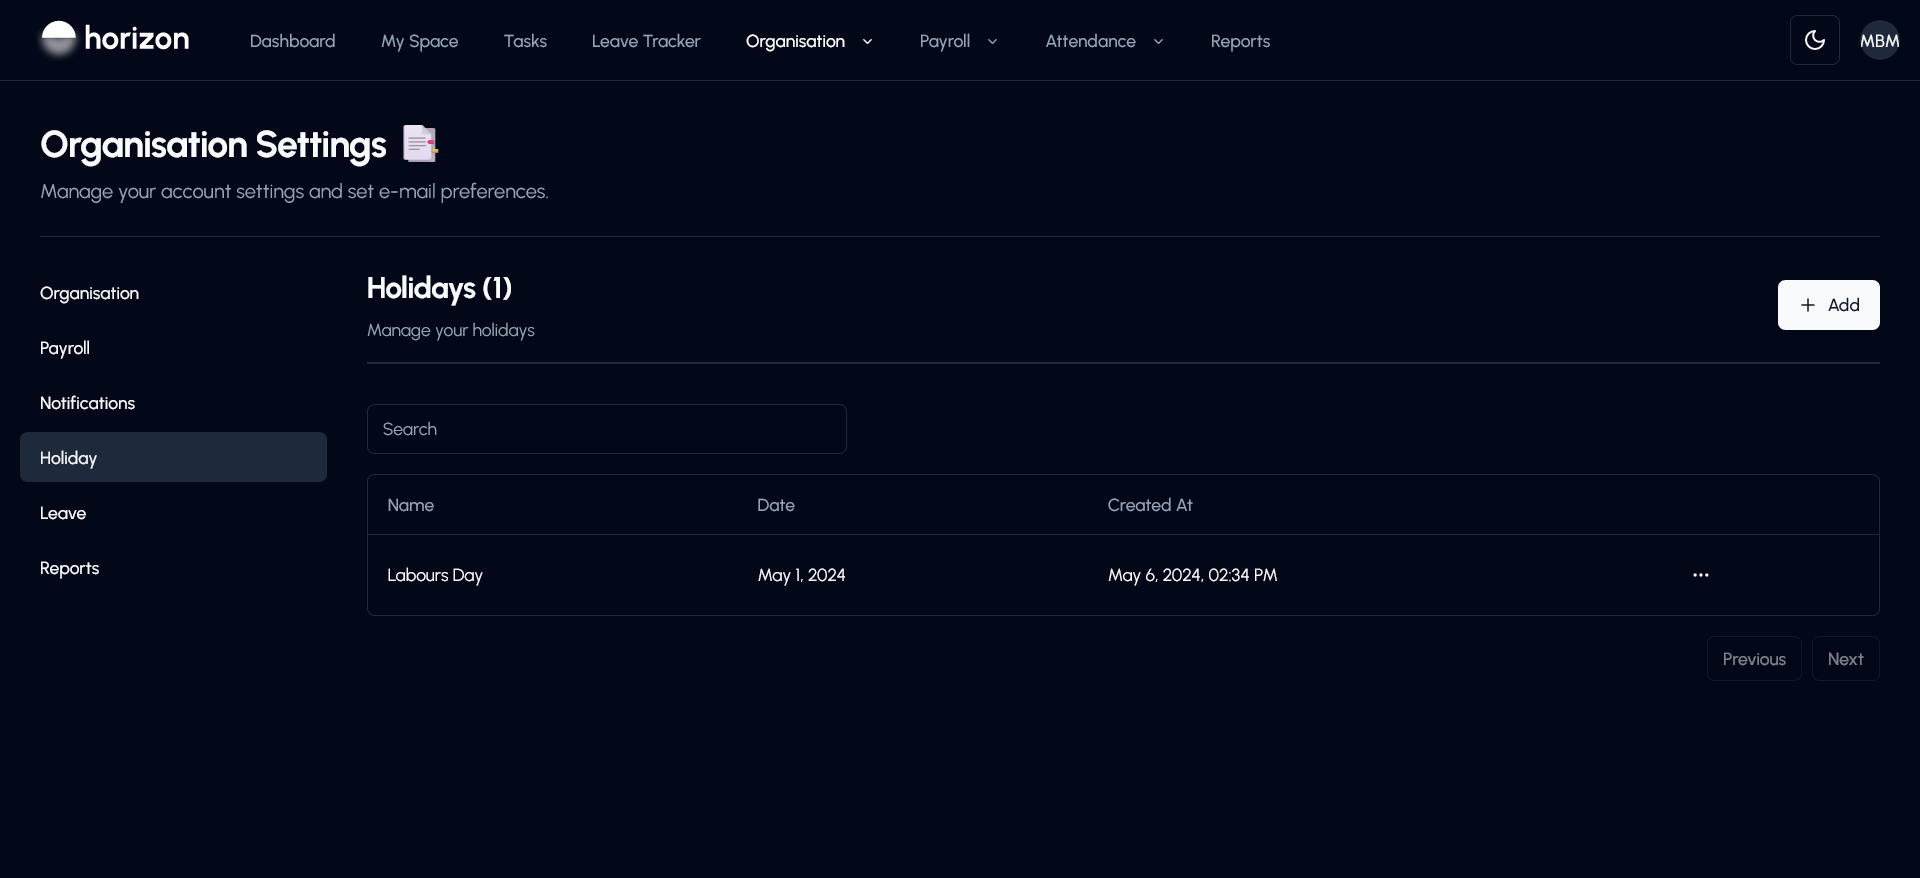 horizon
Dashboard My Space Tasks Leave Tracker Organisation Payroll Attendance Reports MBM
Organisation Settings
Manage your account settings and set e-mail preferences.
Organisation
Payroll
Notifications
Holiday
Leave
Reports
Holidays (1)
Manage your holidays
Add
Search
Name Date Created At
Labours Day May 1, 2024 May 6, 2024, 02:34 PM
Previous Next